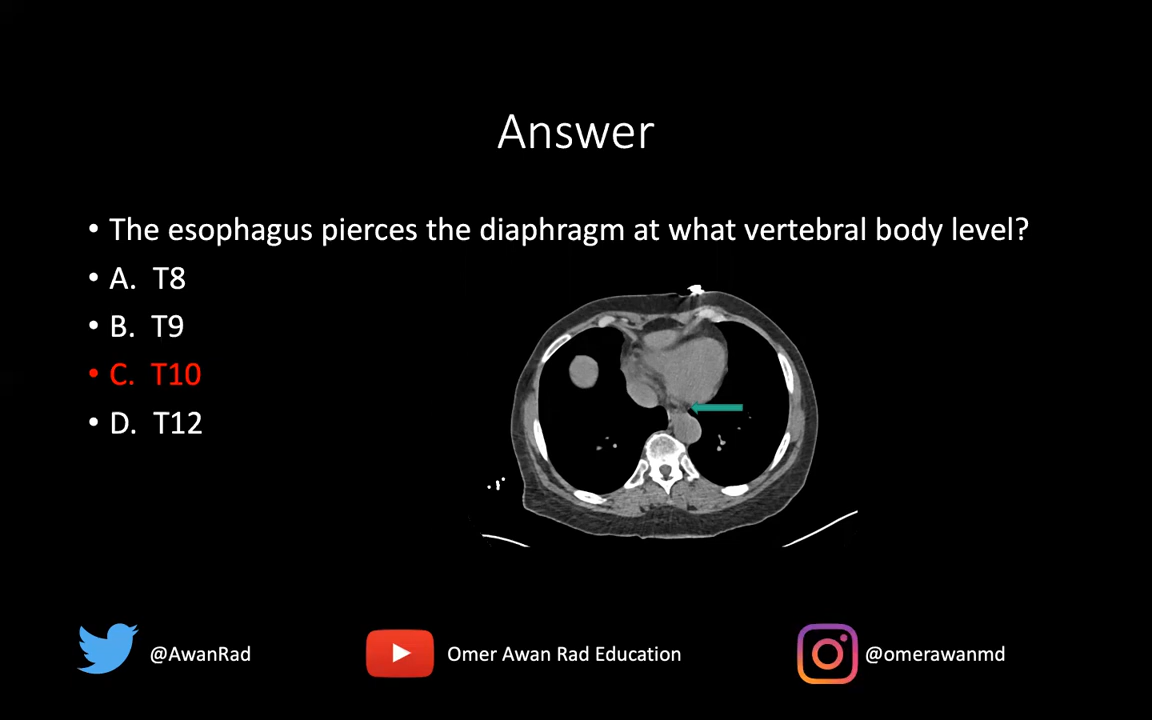 Answer
• The esophagus pierces the diaphragm at what vertebral body level?
• A. T8
• B. T9
• C. T10
• D. T12
@AwanRad
Omer Awan Rad Education
@omerawanmd